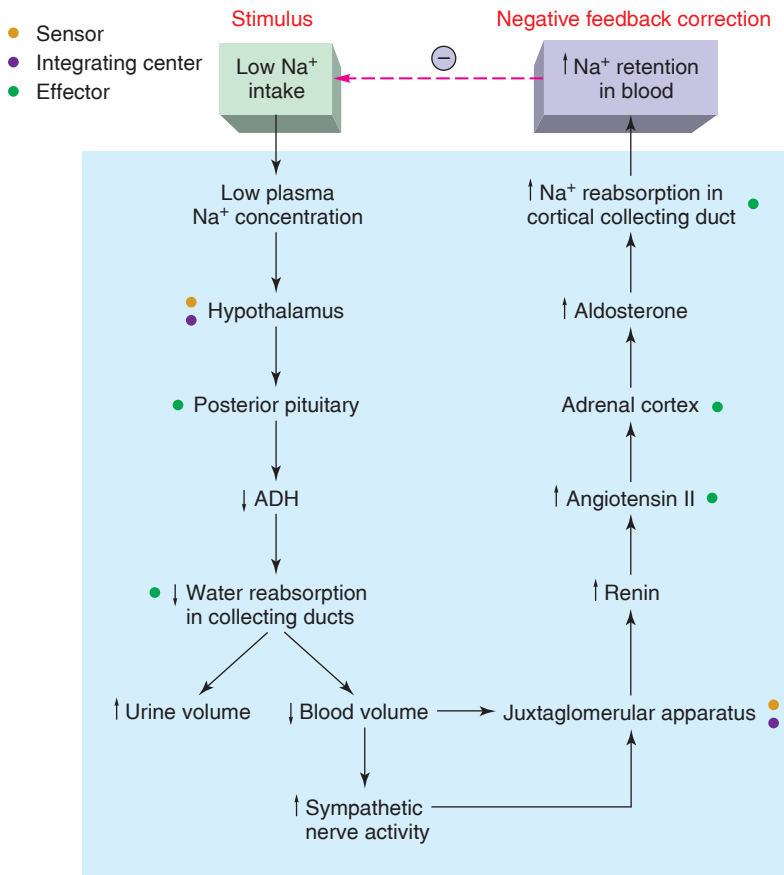 Sensor
Integrating center
Effector
Stimulus
Low Na⁺
intake
Negative feedback correction
−
↑ Na⁺ retention
in blood
Low plasma
Na⁺ concentration
Hypothalamus
Posterior pituitary
↓ ADH
↓ Water reabsorption
in collecting ducts
↑ Urine volume
↓ Blood volume
↑ Sympathetic
nerve activity
Juxtaglomerular apparatus
↑ Renin
↑ Angiotensin II
Adrenal cortex
↑ Aldosterone
↑ Na⁺ reabsorption in
cortical collecting duct